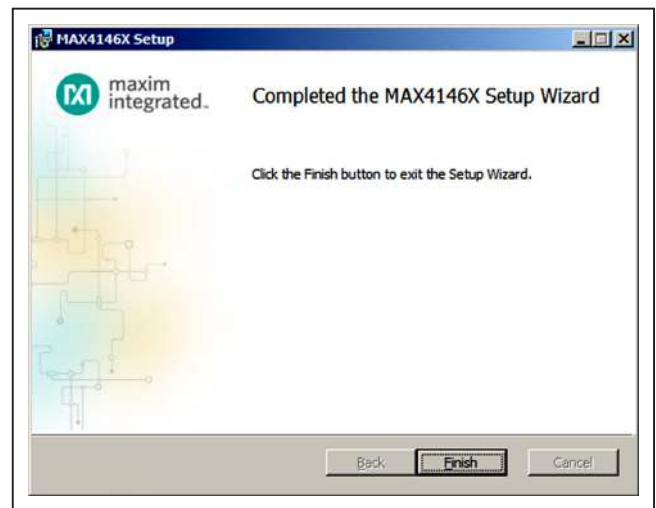 MAX4146X Setup
maxim
integrated™
Completed the MAX4146X Setup Wizard
Click the Finish button to exit the Setup Wizard.
Back Finish Cancel